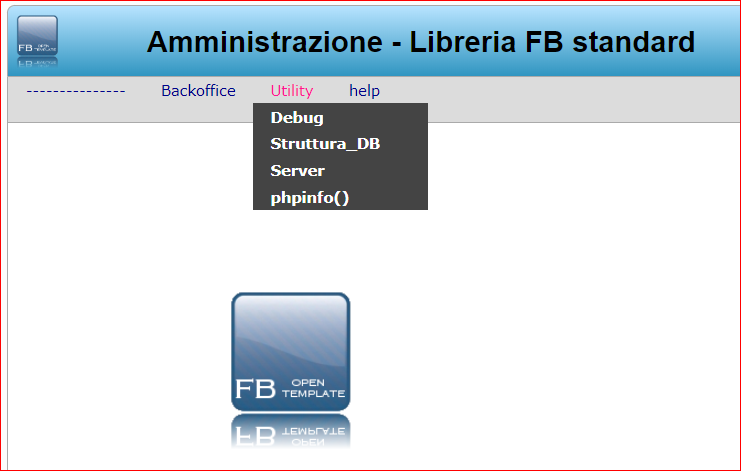 FB OPEN TEMPLATE
Amministrazione - Libreria FB standard
--------------- Backoffice Utility help
Debug
Struttura_DB
Server
phpinfo()
FB OPEN
TEMPLATE